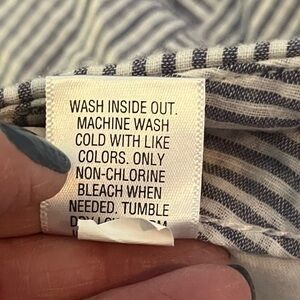 WASH INSIDE OUT.
MACHINE WASH
COLD WITH LIKE
COLORS. ONLY
NON-CHLORINE
BLEACH WHEN
NEEDED. TUMBLE